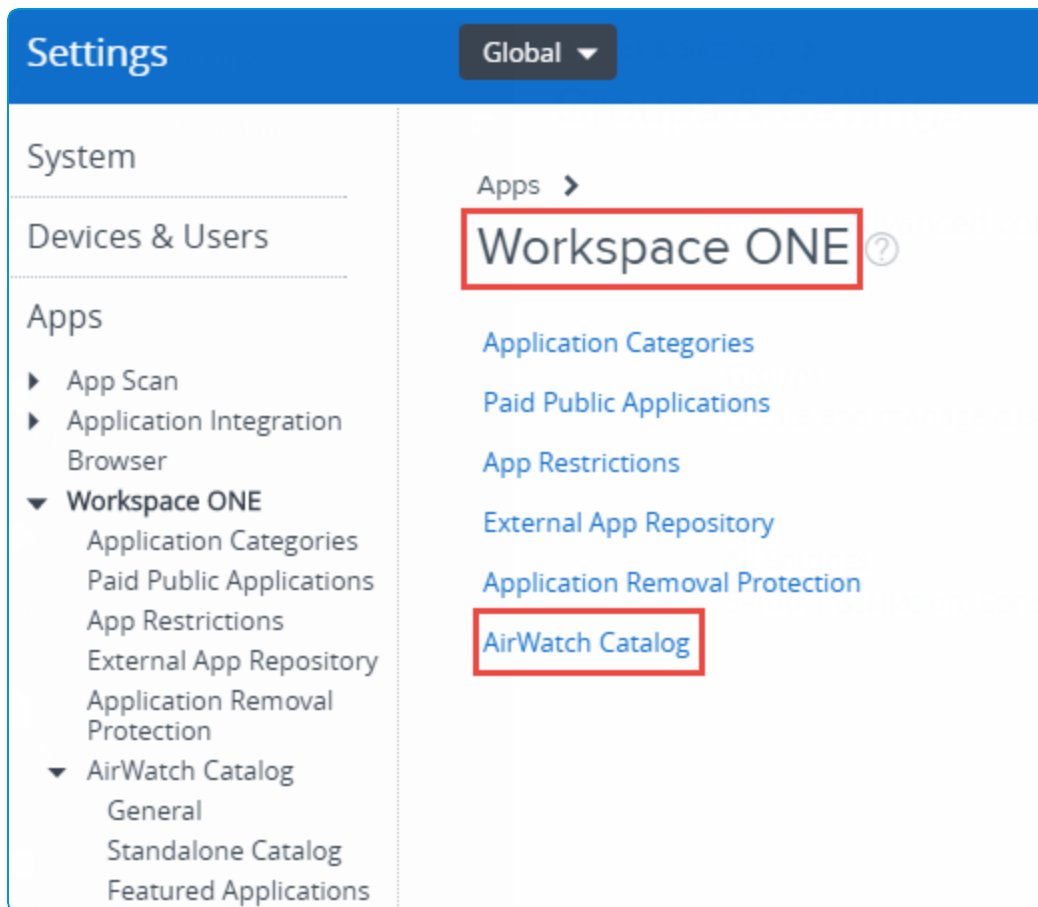 Settings
Global
System
Devices & Users
Apps
App Scan
Application Integration
Browser
Workspace ONE
Application Categories
Paid Public Applications
App Restrictions
External App Repository
Application Removal
Protection
AirWatch Catalog
General
Standalone Catalog
Featured Applications
Apps
Workspace ONE ?
Application Categories
Paid Public Applications
App Restrictions
External App Repository
Application Removal Protection
AirWatch Catalog